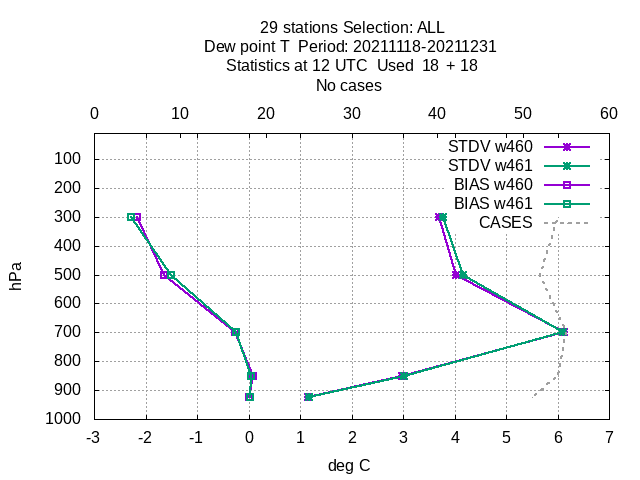 29 stations Selection: ALL
Dew point T  Period: 20211118-20211231
Statistics at 12 UTC  Used  18  + 18
No cases
0 10 20 30 40 50 60
STDV w460
STDV w461
BIAS w460
BIAS w461
CASES
100
200
300
400
500
600
700
800
900
1000
hPa
-3 -2 -1 0 1 2 3 4 5 6 7
deg C